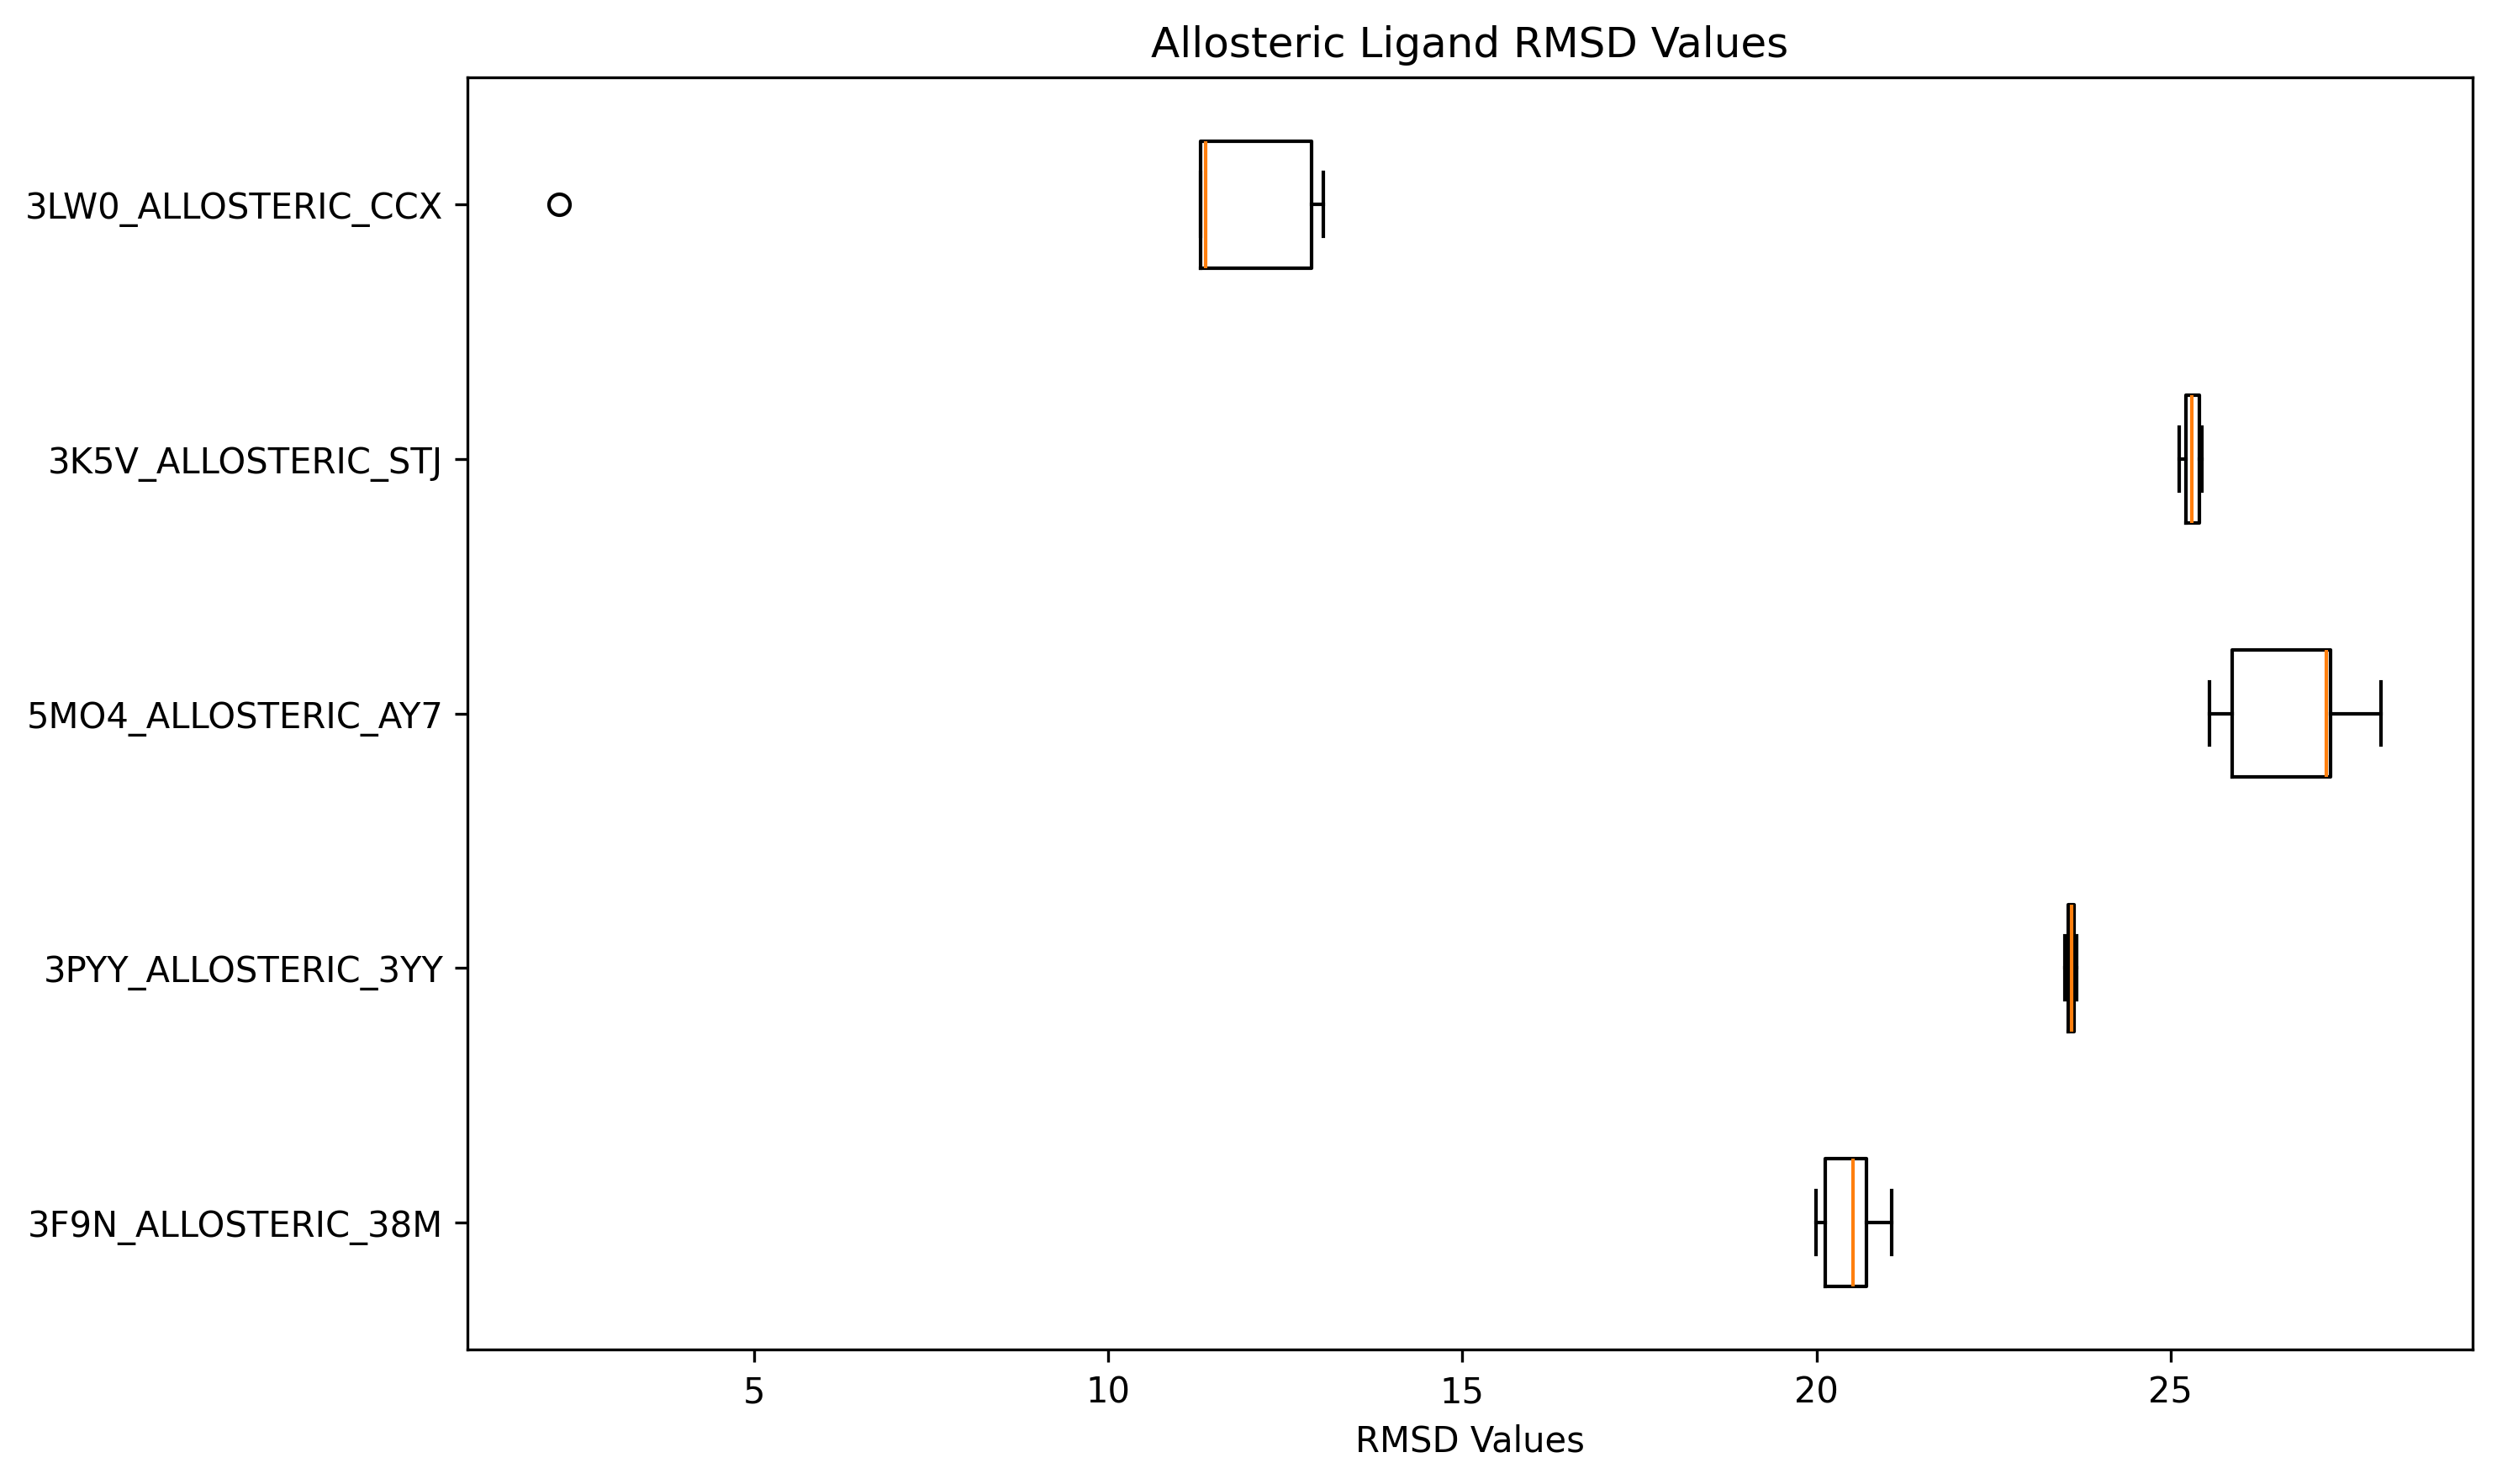 Allosteric Ligand RMSD Values
3LW0_ALLOSTERIC_CCX
3K5V_ALLOSTERIC_STJ
5MO4_ALLOSTERIC_AY7
3PYY_ALLOSTERIC_3YY
3F9N_ALLOSTERIC_38M
5 10 15 20 25
RMSD Values